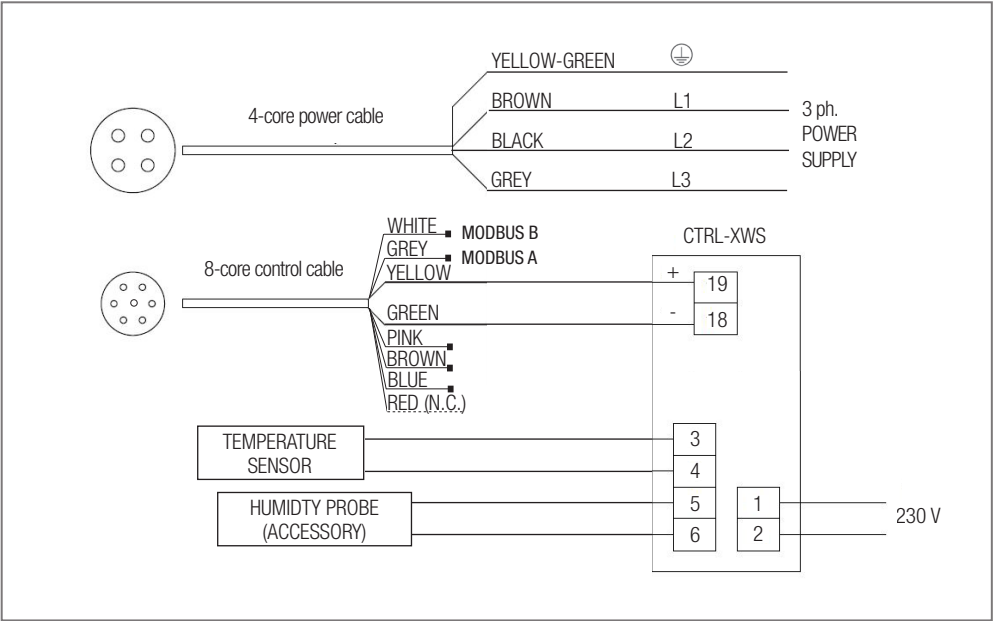 YELLOW-GREEN
BROWN L1
4-core power cable
BLACK L2
GREY L3
3 ph.
POWER
SUPPLY
WHITE MODBUS B
GREY MODBUS A
8-core control cable
YELLOW
GREEN
PINK
BROWN
BLUE
RED (N.C.)
CTRL-XWS
+ 19
- 18
TEMPERATURE
SENSOR
3
4
HUMIDTY PROBE
(ACCESSORY)
5
6
1
2
230 V